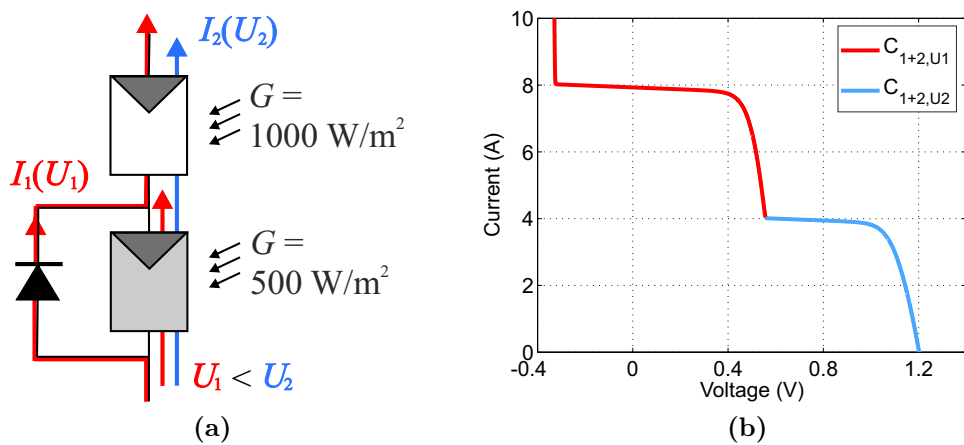 I₂(U₂)
G =
1000 W/m²
I₁(U₁)
G =
500 W/m²
U₁ < U₂
(a)
10
8
6
4
2
0
Current (A)
-0.4 0 0.4 0.8 1.2
Voltage (V)
C₁₊₂,U1
C₁₊₂,U2
(b)